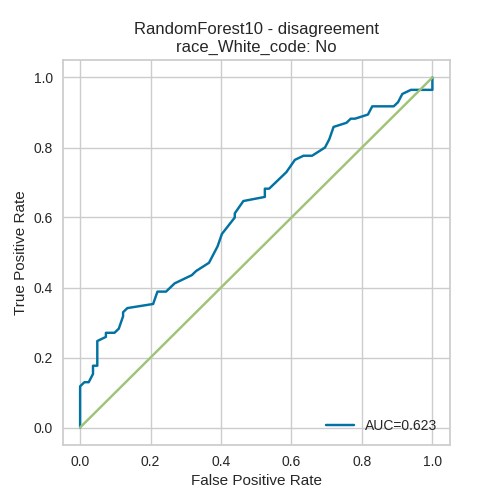 RandomForest10 - disagreement
race_White_code: No
1.0
0.8
0.6
0.4
0.2
0.0
True Positive Rate
AUC=0.623
0.0 0.2 0.4 0.6 0.8 1.0
False Positive Rate